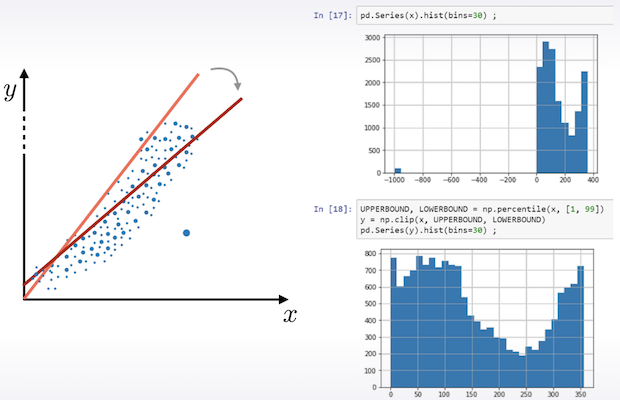 y
x
In [17]: pd.Series(x).hist(bins=30) ;
3000
2500
2000
1500
1000
500
0
−1000 −800 −600 −400 −200 0 200 400
In [18]: UPPERBOUND, LOWERBOUND = np.percentile(x, [1, 99])
y = np.clip(x, UPPERBOUND, LOWERBOUND)
pd.Series(y).hist(bins=30) ;
800
700
600
500
400
300
200
100
0
0 50 100 150 200 250 300 350